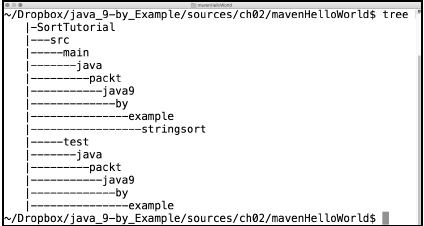 mavenHelloWorld
~/Dropbox/java_9-by_Example/sources/ch02/mavenHelloWorld$ tree
|-SortTutorial
|---src
|-----main
|-------java
|---------packt
|-----------java9
|-------------by
|---------------example
|-----------------stringsort
|-----test
|-------java
|---------packt
|-----------java9
|-------------by
|---------------example
~/Dropbox/java_9-by_Example/sources/ch02/mavenHelloWorld$